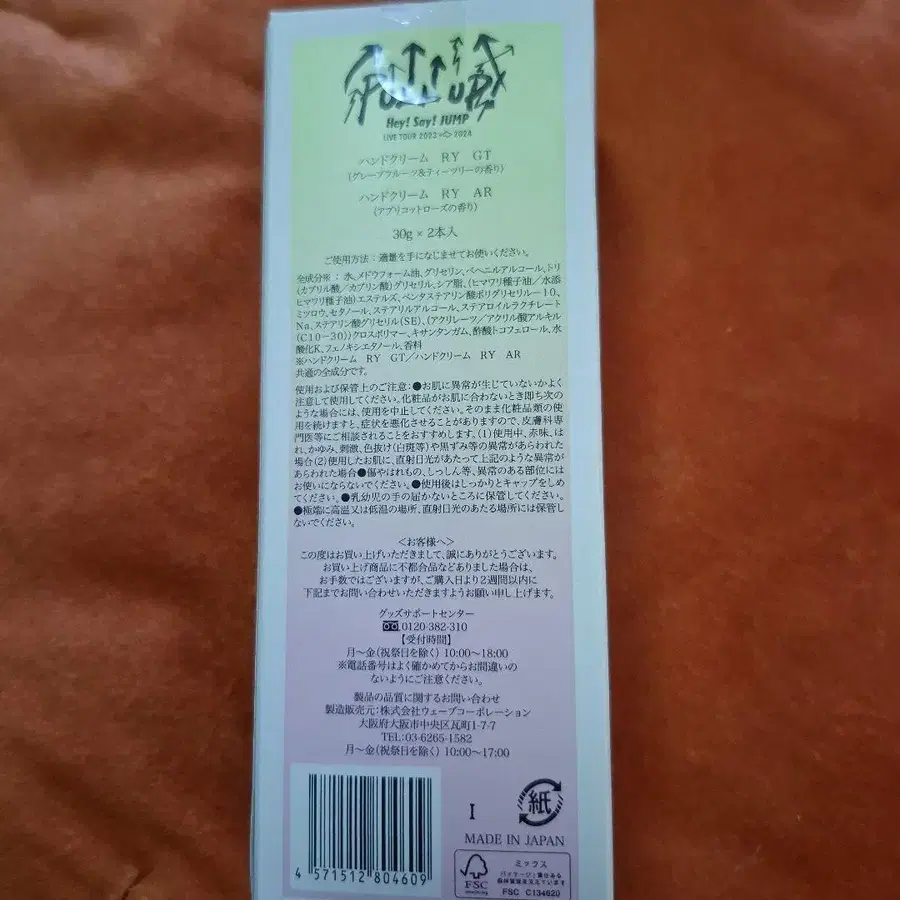 PULL UP!
Hey! Say! JUMP
LIVE TOUR 2023 2024
ハンドクリーム RY GT
(グレープフルーツ&ティーツリーの香り)
ハンドクリーム RY AR
(アプリコットローズの香り)
30g×2本入
ご使用方法:適量を手になじませてお使いください。
全成分※:水、メドウフォーム油、グリセリン、ベヘニルアルコール、トリ
(カプリル酸/カプリン酸)グリセリル、シア脂、(ヒマワリ種子油/水添
ヒマワリ種子油)エステルズ、ペンタステアリン酸ポリグリセリル-10、
ミツロウ、セタノール、ステアリルアルコール、ステアロイルラクチレート
Na、ステアリン酸グリセリル(SE)、(アクリレーツ/アクリル酸アルキル
(C10-30))クロスポリマー、キサンタンガム、酢酸トコフェロール、水
酸化K、フェノキシエタノール、香料
※ハンドクリーム RY GT/ハンドクリーム RY AR
共通の全成分です。
使用および保管上のご注意:●お肌に異常が生じていないかよく
注意して使用してください。化粧品がお肌に合わないとき即ち次の
ような場合には、使用を中止してください。そのまま化粧品類の使
用を続けますと、症状を悪化させることがありますので、皮膚科専
門医等にご相談されることをおすすめします。(1)使用中、赤味、は
れ、かゆみ、刺激、色抜け(白斑等)や黒ずみ等の異常があらわれた
場合(2)使用したお肌に、直射日光があたって上記のような異常が
あらわれた場合●傷やはれもの、しっしん等、異常のある部位には
お使いにならないでください。●使用後はしっかりとキャップをしめ
てください。●乳幼児の手の届かないところに保管してください。
●極端に高温又は低温の場所、直射日光のあたる場所には保管し
ないでください。
<お客様へ>
この度はお買い上げいただきまして、誠にありがとうございます。
お買い上げ商品に不都合品などありました場合は、
お手数ではございますが、ご購入日より2週間以内に
下記までお問い合わせいただきますようお願い申し上げます。
グッズサポートセンター
0120-382-310
【受付時間】
月〜金(祝祭日を除く) 10:00〜18:00
※電話番号はよく確かめてからお間違いの
ないようにご注意ください。
製品の品質に関するお問い合わせ
製造販売元:株式会社ウェーブコーポレーション
大阪府大阪市中央区瓦町1-7-7
TEL:03-6265-1582
月〜金(祝祭日を除く) 10:00〜17:00
I
紙
MADE IN JAPAN
4 571512 804609
FSC
ミックス
FSC C134620